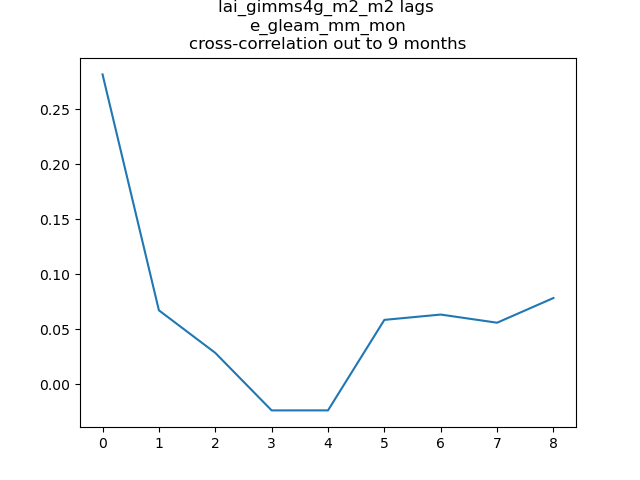 lai_gimms4g_m2_m2 lags
e_gleam_mm_mon
cross-correlation out to 9 months
0.25
0.20
0.15
0.10
0.05
0.00
0 1 2 3 4 5 6 7 8